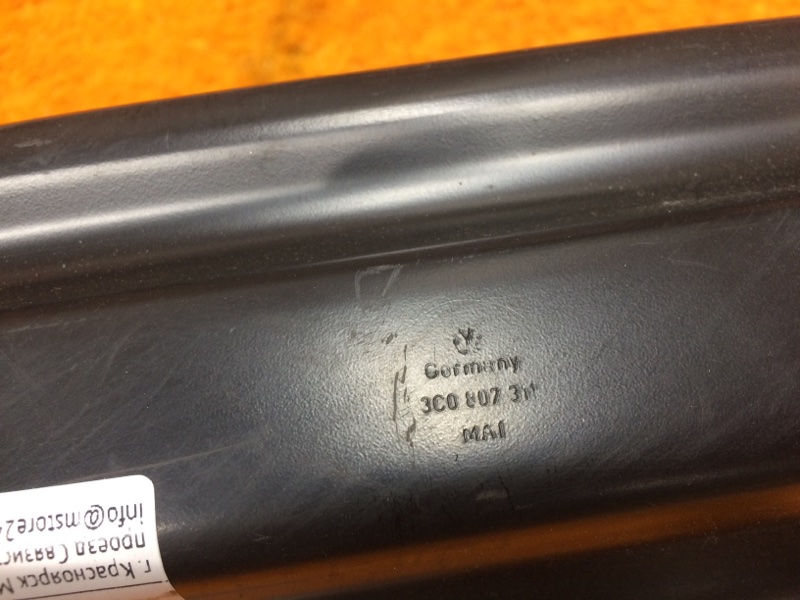 Germany
3C0 807 31
MAI
г. Красноярск
проезд
info@mstore24